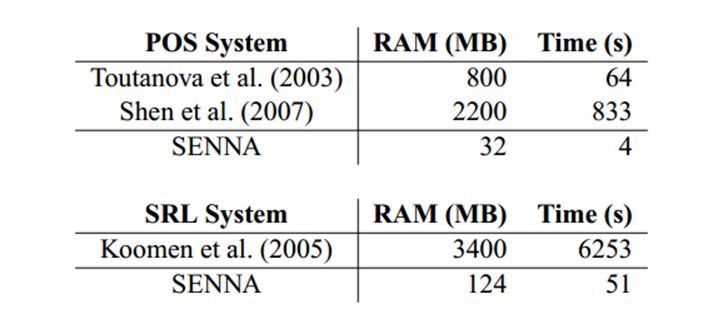 POS System RAM (MB) Time (s)
Toutanova et al. (2003) 800 64
Shen et al. (2007) 2200 833
SENNA 32 4
SRL System RAM (MB) Time (s)
Koomen et al. (2005) 3400 6253
SENNA 124 51